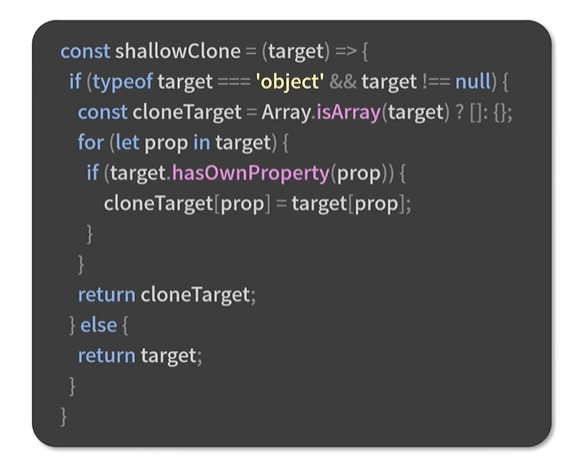 const shallowClone = (target) => {
if (typeof target === 'object' && target !== null) {
const cloneTarget = Array.isArray(target) ? []: {};
for (let prop in target) {
if (target.hasOwnProperty(prop)) {
cloneTarget[prop] = target[prop];
}
}
return cloneTarget;
} else {
return target;
}
}